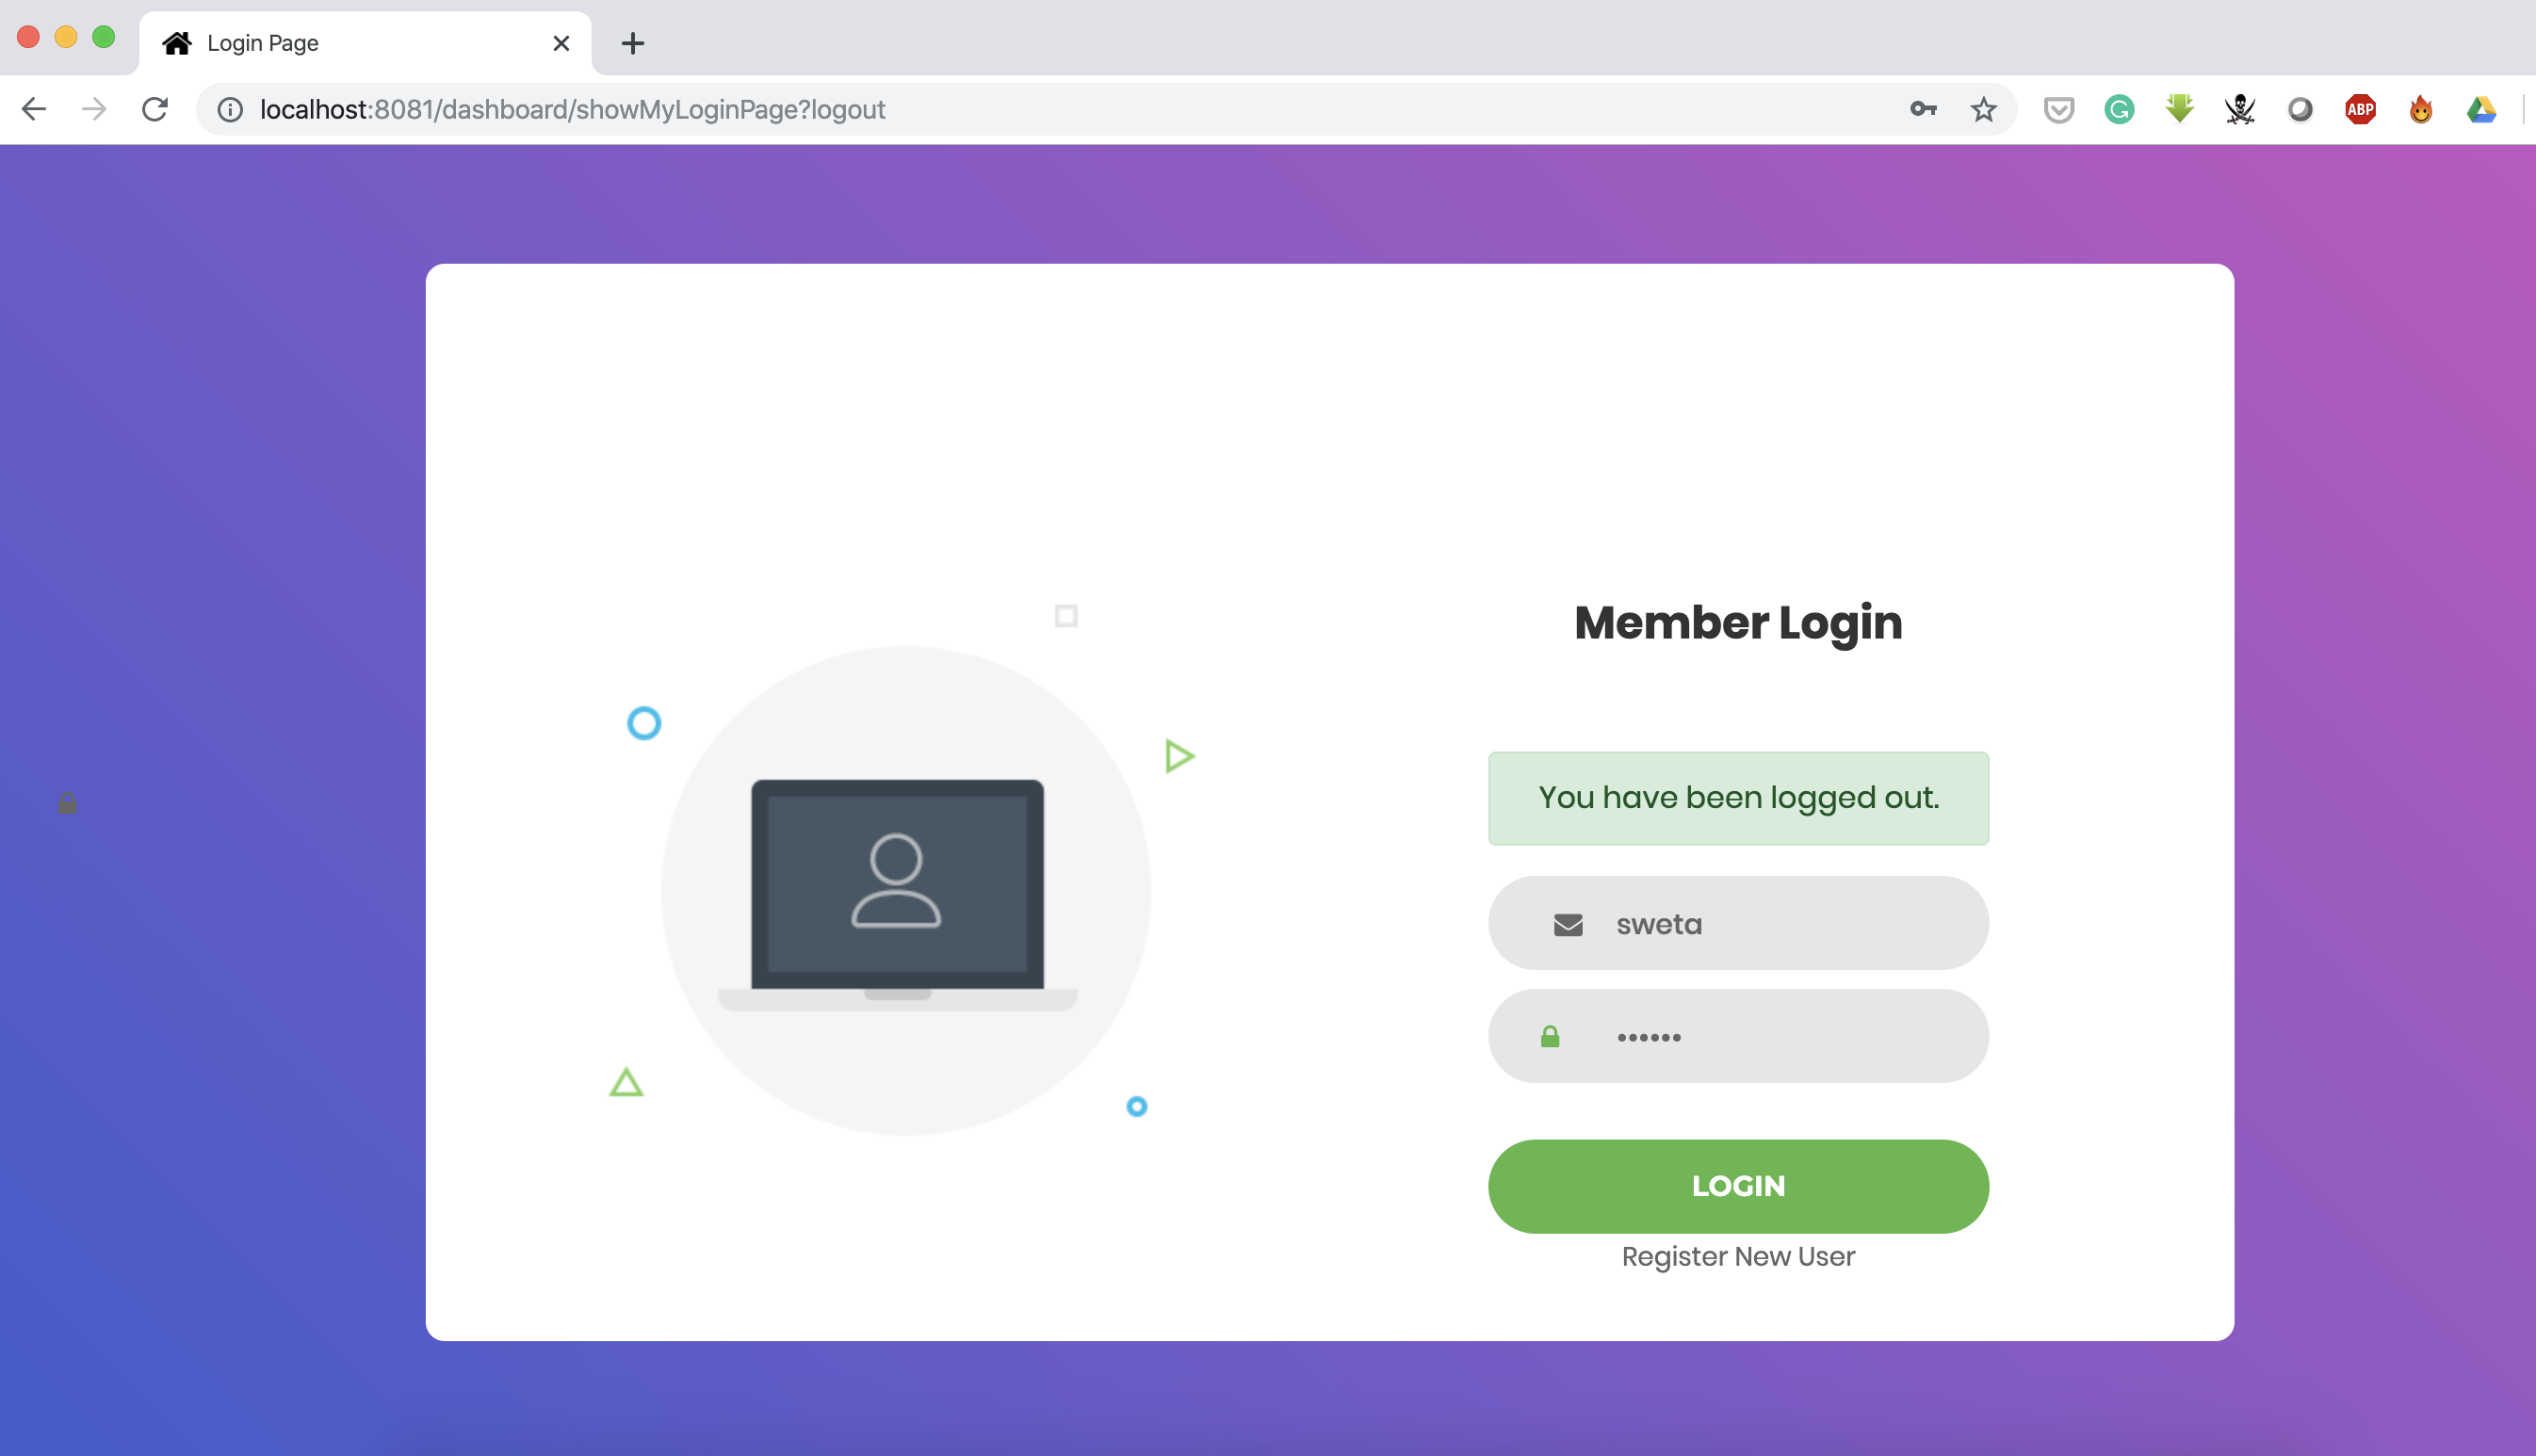 Login Page
localhost:8081/dashboard/showMyLoginPage?logout
ABP
Member Login
You have been logged out.
sweta
••••••
LOGIN
Register New User